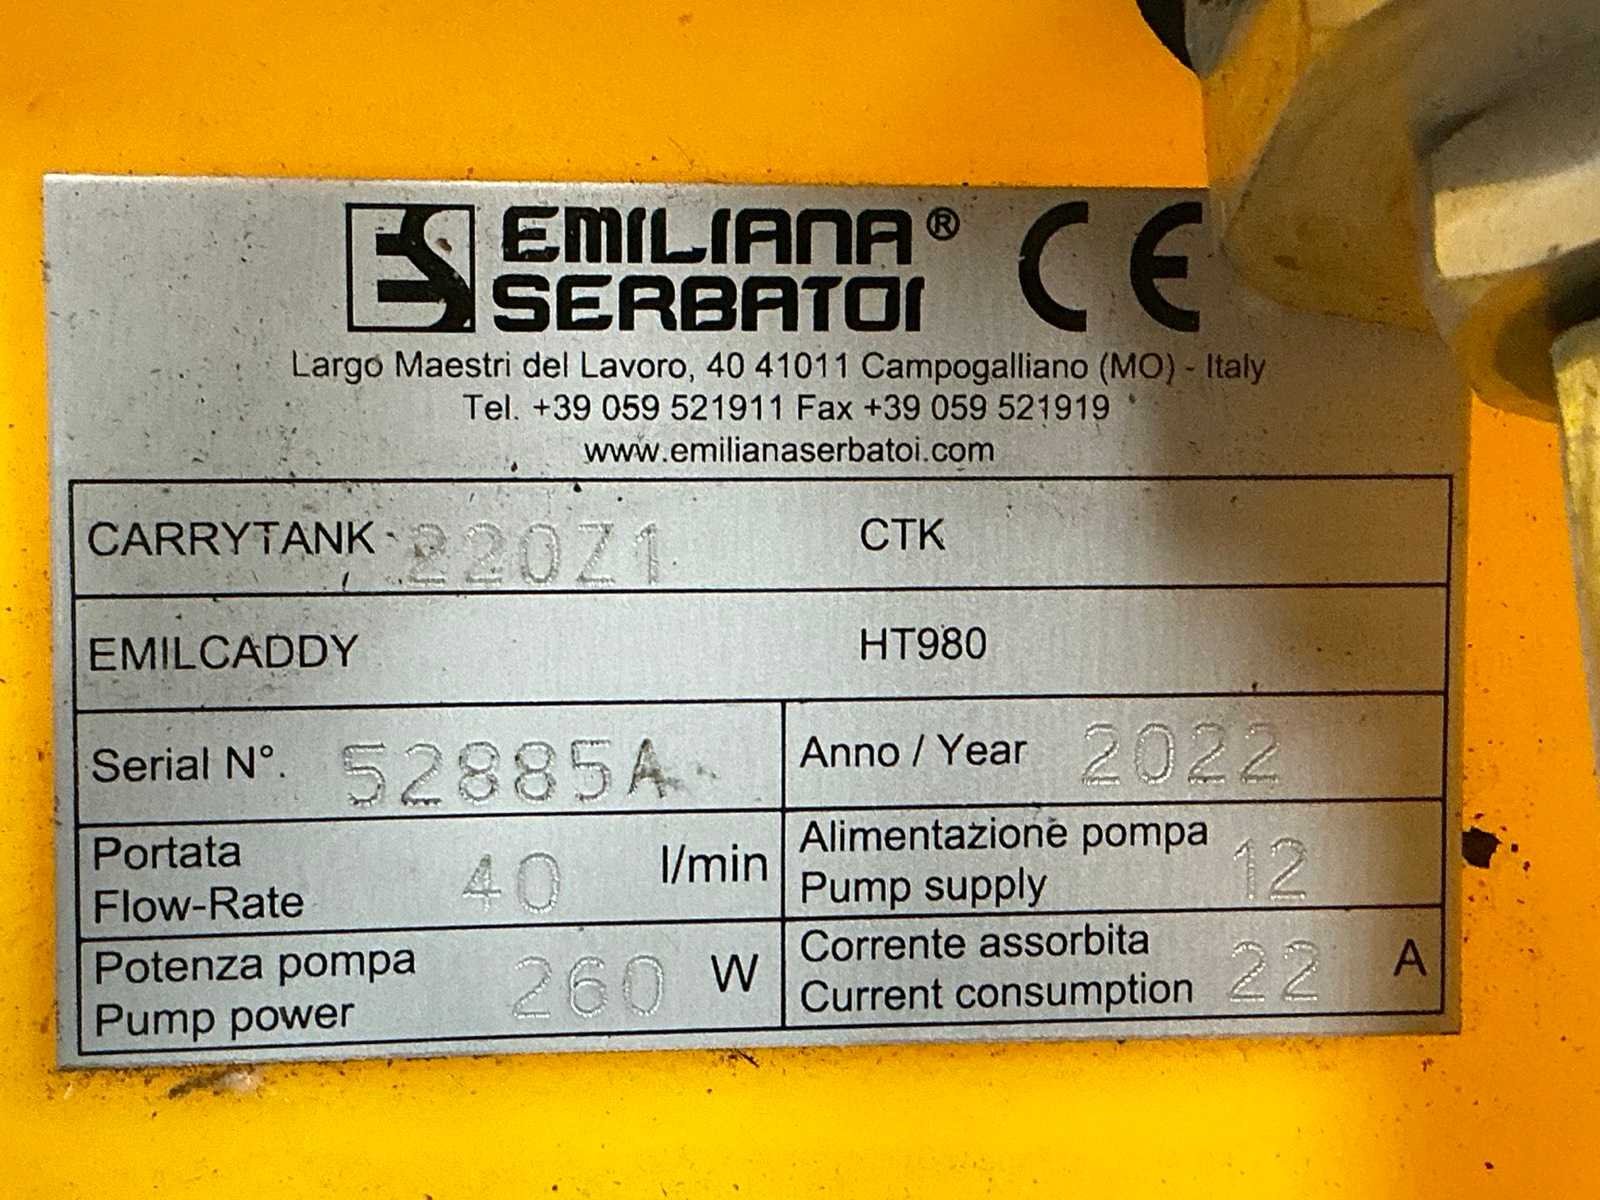 EMILIANA® CE
SERBATOI
Largo Maestri del Lavoro, 40 41011 Campogalliano (MO) - Italy
Tel. +39 059 521911 Fax +39 059 521919
www.emilianaserbatoi.com
CARRYTANK 220Z1 CTK
EMILCADDY HT980
Serial N°. 52885A Anno / Year 2022
Portata
Flow-Rate 40 l/min
Alimentazione pompa
Pump supply 12
Potenza pompa
Pump power 260 W
Corrente assorbita
Current consumption 22 A